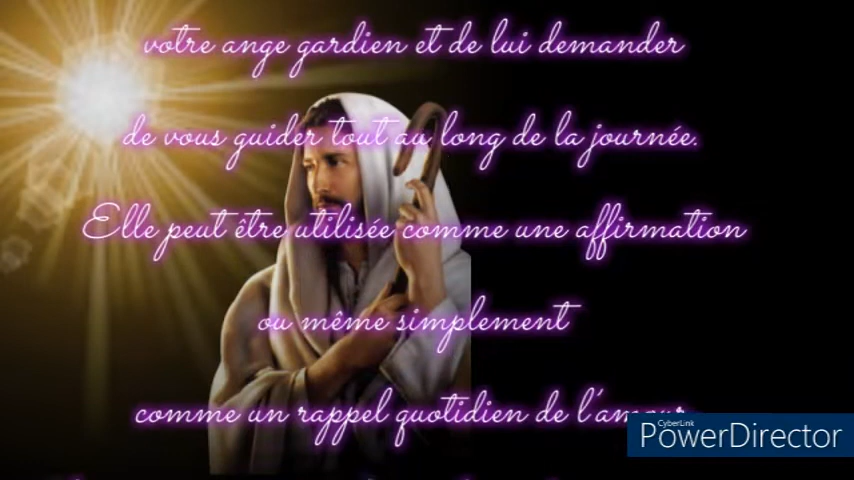 votre ange gardien et de lui demander
de vous guider tout au long de la journée.
Elle peut être utilisée comme une affirmation
ou même simplement
comme un rappel quotidien de l'amour
CyberLink
PowerDirector